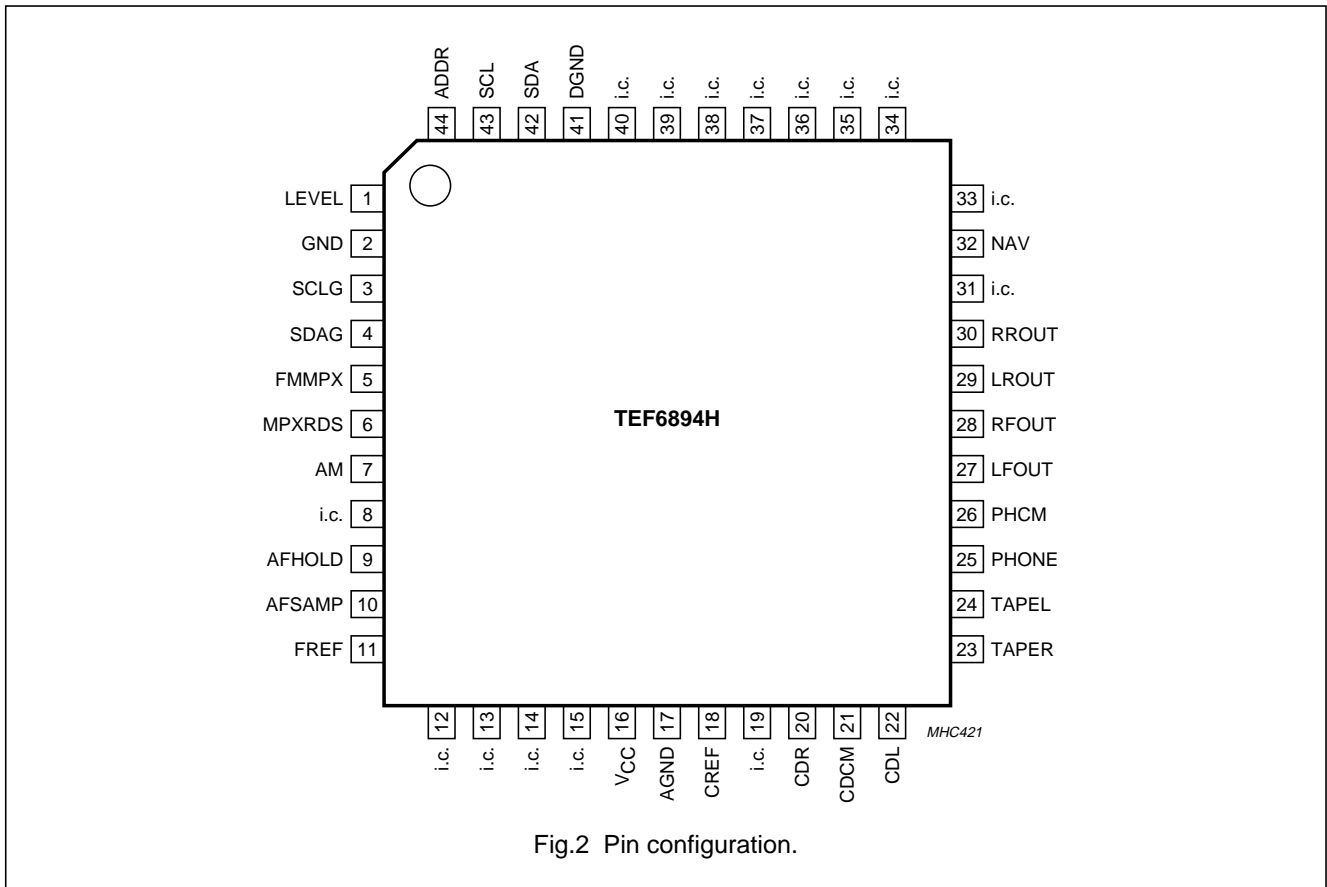 44 ADDR
43 SCL
42 SDA
41 DGND
40 i.c.
39 i.c.
38 i.c.
37 i.c.
36 i.c.
35 i.c.
34 i.c.
LEVEL 1
GND 2
SCLG 3
SDAG 4
FMMPX 5
MPXRDS 6
AM 7
i.c. 8
AFHOLD 9
AFSAMP 10
FREF 11
TEF6894H
33 i.c.
32 NAV
31 i.c.
30 RROUT
29 LROUT
28 RFOUT
27 LFOUT
26 PHCM
25 PHONE
24 TAPEL
23 TAPER
i.c. 12
i.c. 13
i.c. 14
i.c. 15
VCC 16
AGND 17
CREF 18
i.c. 19
CDR 20
CDCM 21
CDL 22
MHC421
Fig.2 Pin configuration.